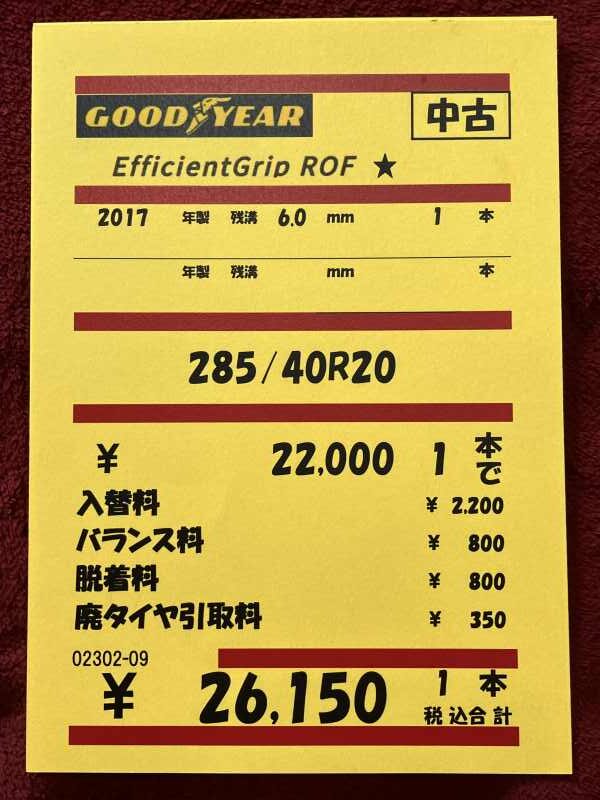 GOOD YEAR
中古
EfficientGrip ROF ★
2017 年製 残溝 6.0 mm 1 本
年製 残溝 mm 本
285/40R20
¥ 22,000 1 本で
入替料 ¥ 2,200
バランス料 ¥ 800
脱着料 ¥ 800
廃タイヤ引取料 ¥ 350
02302-09
¥ 26,150 1 本
税込合計